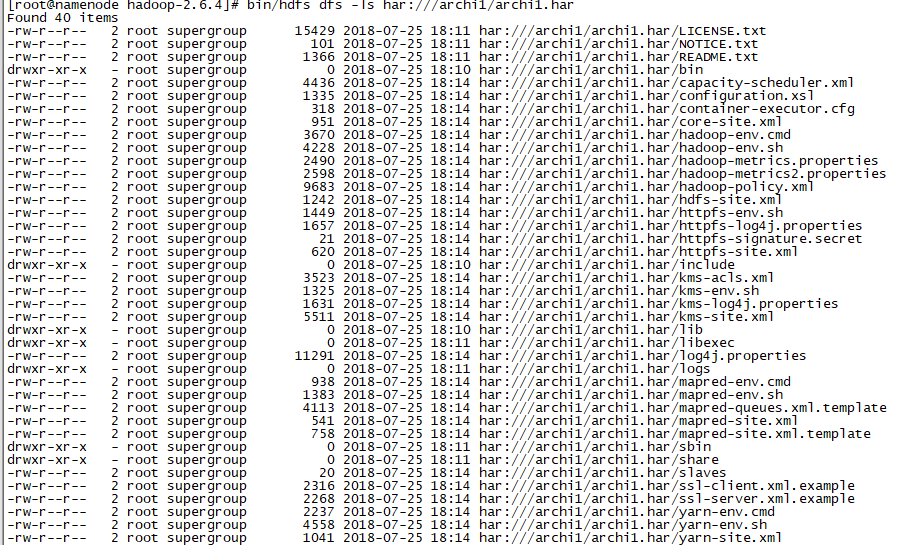 [root@namenode hadoop-2.6.4]# bin/hdfs dfs -ls har:///archi1/archi1.har
Found 40 items
-rw-r--r--   2 root supergroup      15429 2018-07-25 18:11 har:///archi1/archi1.har/LICENSE.txt
-rw-r--r--   2 root supergroup        101 2018-07-25 18:11 har:///archi1/archi1.har/NOTICE.txt
-rw-r--r--   2 root supergroup       1366 2018-07-25 18:11 har:///archi1/archi1.har/README.txt
drwxr-xr-x   - root supergroup          0 2018-07-25 18:10 har:///archi1/archi1.har/bin
-rw-r--r--   2 root supergroup       4436 2018-07-25 18:14 har:///archi1/archi1.har/capacity-scheduler.xml
-rw-r--r--   2 root supergroup       1335 2018-07-25 18:14 har:///archi1/archi1.har/configuration.xsl
-rw-r--r--   2 root supergroup        318 2018-07-25 18:14 har:///archi1/archi1.har/container-executor.cfg
-rw-r--r--   2 root supergroup        951 2018-07-25 18:14 har:///archi1/archi1.har/core-site.xml
-rw-r--r--   2 root supergroup       3670 2018-07-25 18:14 har:///archi1/archi1.har/hadoop-env.cmd
-rw-r--r--   2 root supergroup       4228 2018-07-25 18:14 har:///archi1/archi1.har/hadoop-env.sh
-rw-r--r--   2 root supergroup       2490 2018-07-25 18:14 har:///archi1/archi1.har/hadoop-metrics.properties
-rw-r--r--   2 root supergroup       2598 2018-07-25 18:14 har:///archi1/archi1.har/hadoop-metrics2.properties
-rw-r--r--   2 root supergroup       9683 2018-07-25 18:14 har:///archi1/archi1.har/hadoop-policy.xml
-rw-r--r--   2 root supergroup       1242 2018-07-25 18:14 har:///archi1/archi1.har/hdfs-site.xml
-rw-r--r--   2 root supergroup       1449 2018-07-25 18:14 har:///archi1/archi1.har/httpfs-env.sh
-rw-r--r--   2 root supergroup       1657 2018-07-25 18:14 har:///archi1/archi1.har/httpfs-log4j.properties
-rw-r--r--   2 root supergroup         21 2018-07-25 18:14 har:///archi1/archi1.har/httpfs-signature.secret
-rw-r--r--   2 root supergroup        620 2018-07-25 18:14 har:///archi1/archi1.har/httpfs-site.xml
drwxr-xr-x   - root supergroup          0 2018-07-25 18:10 har:///archi1/archi1.har/include
-rw-r--r--   2 root supergroup       3523 2018-07-25 18:14 har:///archi1/archi1.har/kms-acls.xml
-rw-r--r--   2 root supergroup       1325 2018-07-25 18:14 har:///archi1/archi1.har/kms-env.sh
-rw-r--r--   2 root supergroup       1631 2018-07-25 18:14 har:///archi1/archi1.har/kms-log4j.properties
-rw-r--r--   2 root supergroup       5511 2018-07-25 18:14 har:///archi1/archi1.har/kms-site.xml
drwxr-xr-x   - root supergroup          0 2018-07-25 18:10 har:///archi1/archi1.har/lib
drwxr-xr-x   - root supergroup          0 2018-07-25 18:11 har:///archi1/archi1.har/libexec
-rw-r--r--   2 root supergroup      11291 2018-07-25 18:14 har:///archi1/archi1.har/log4j.properties
drwxr-xr-x   - root supergroup          0 2018-07-25 18:11 har:///archi1/archi1.har/logs
-rw-r--r--   2 root supergroup        938 2018-07-25 18:14 har:///archi1/archi1.har/mapred-env.cmd
-rw-r--r--   2 root supergroup       1383 2018-07-25 18:14 har:///archi1/archi1.har/mapred-env.sh
-rw-r--r--   2 root supergroup       4113 2018-07-25 18:14 har:///archi1/archi1.har/mapred-queues.xml.template
-rw-r--r--   2 root supergroup        541 2018-07-25 18:14 har:///archi1/archi1.har/mapred-site.xml
-rw-r--r--   2 root supergroup        758 2018-07-25 18:14 har:///archi1/archi1.har/mapred-site.xml.template
drwxr-xr-x   - root supergroup          0 2018-07-25 18:11 har:///archi1/archi1.har/sbin
drwxr-xr-x   - root supergroup          0 2018-07-25 18:11 har:///archi1/archi1.har/share
-rw-r--r--   2 root supergroup         20 2018-07-25 18:14 har:///archi1/archi1.har/slaves
-rw-r--r--   2 root supergroup       2316 2018-07-25 18:14 har:///archi1/archi1.har/ssl-client.xml.example
-rw-r--r--   2 root supergroup       2268 2018-07-25 18:14 har:///archi1/archi1.har/ssl-server.xml.example
-rw-r--r--   2 root supergroup       2237 2018-07-25 18:14 har:///archi1/archi1.har/yarn-env.cmd
-rw-r--r--   2 root supergroup       4558 2018-07-25 18:14 har:///archi1/archi1.har/yarn-env.sh
-rw-r--r--   2 root supergroup       1041 2018-07-25 18:14 har:///archi1/archi1.har/yarn-site.xml